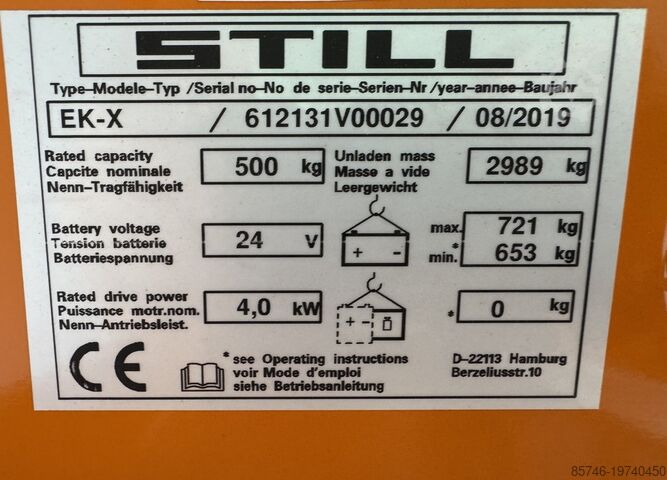 STILL
Type-Modele-Typ /Serial no-No de serie-Serien-Nr /year-annee-Baujahr
EK-X / 612131V00029 / 08/2019
Rated capacity
Capcite nominale
Nenn-Tragfähigkeit
500 kg
Unladen mass
Masse a vide
Leergewicht
2989 kg
Battery voltage
Tension batterie
Batteriespannung
24 V
+ -
max. 721 kg
*
min. 653 kg
Rated drive power
Puissance motr.nom.
Nenn-Antriebsleist.
4,0 kW
+ -
* 0 kg
CE
* see Operating instructions
voir Mode d'emploi
siehe Betriebsanleitung
D-22113 Hamburg
Berzeliusstr.10
85746-19740450